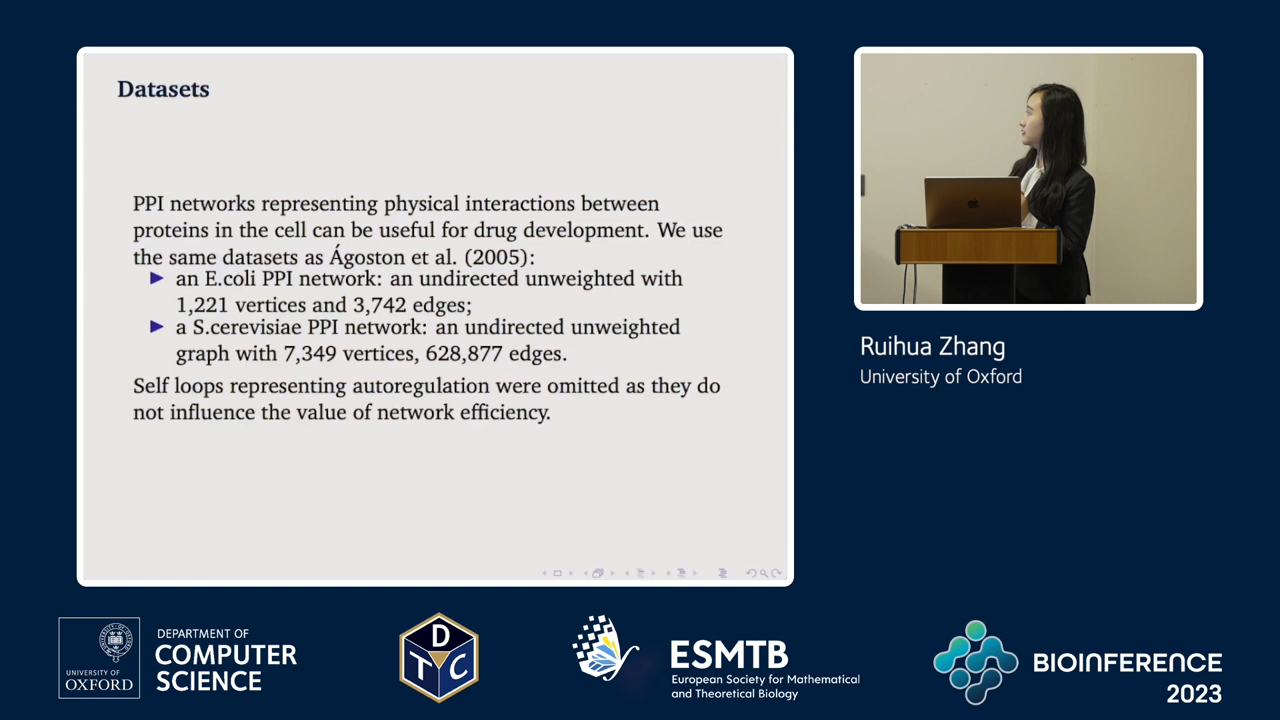 Datasets
PPI networks representing physical interactions between
proteins in the cell can be useful for drug development. We use
the same datasets as Ágoston et al. (2005):
an E.coli PPI network: an undirected unweighted with
1,221 vertices and 3,742 edges;
a S.cerevisiae PPI network: an undirected unweighted
graph with 7,349 vertices, 628,877 edges.
Self loops representing autoregulation were omitted as they do
not influence the value of network efficiency.
Ruihua Zhang
University of Oxford
UNIVERSITY OF
OXFORD
DEPARTMENT OF
COMPUTER
SCIENCE
D
T C
ESMTB
European Society for Mathematical
and Theoretical Biology
BIOINFERENCE
2023